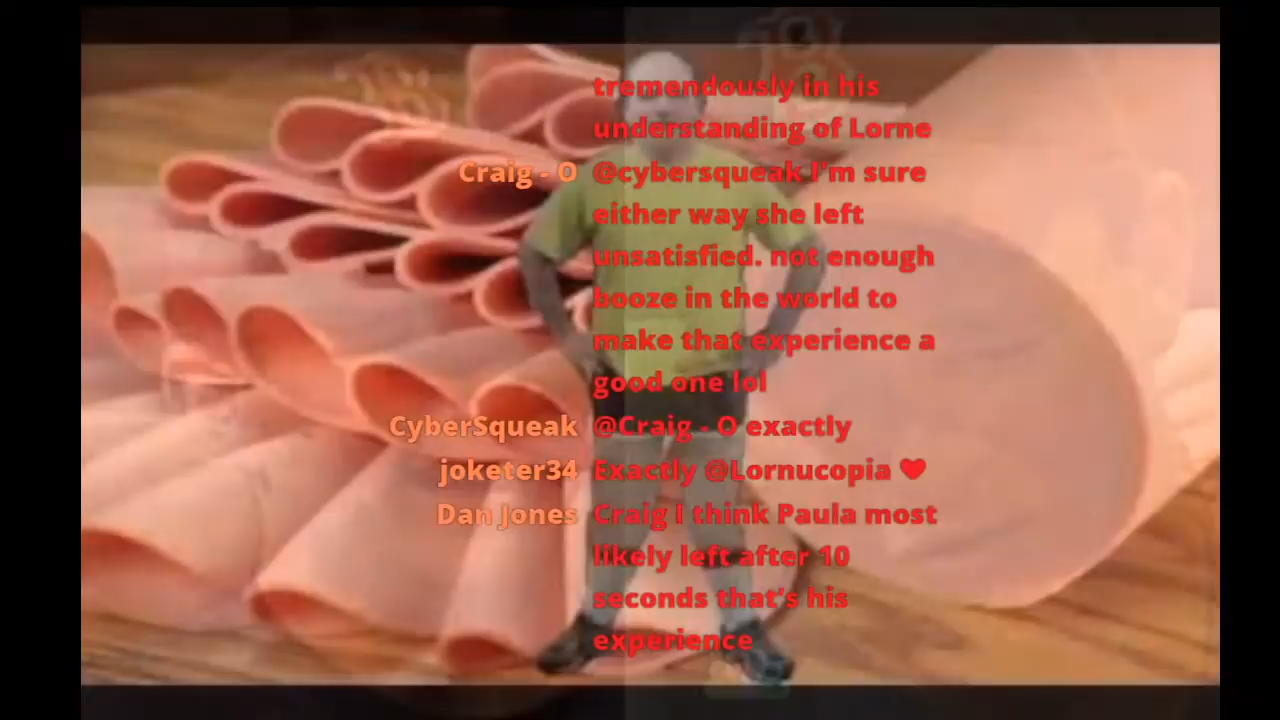 tremendously in his
understanding of Lorne
Craig - O @cybersqueak I'm sure
either way she left
unsatisfied. not enough
booze in the world to
make that experience a
good one lol
CyberSqueak @Craig - O exactly
joketer34 Exactly @Lornucopia ❤
Dan Jones Craig I think Paula most
likely left after 10
seconds that's his
experience